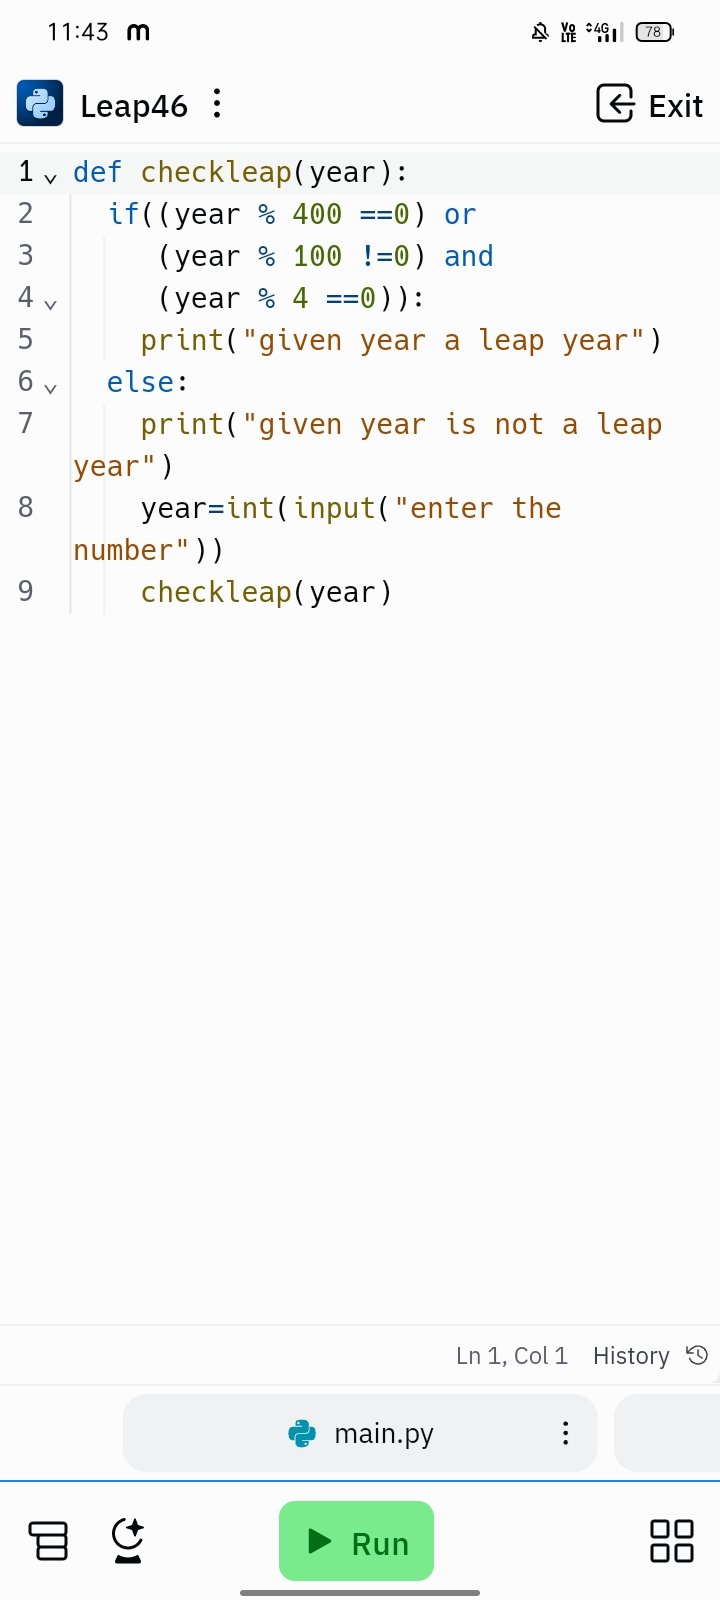 11:43 m Vo LTE 4G 78
Leap46 Exit
1 def checkleap(year):
2   if((year % 400 ==0) or
3      (year % 100 !=0) and
4      (year % 4 ==0)):
5     print("given year a leap year")
6   else:
7     print("given year is not a leap
year")
8     year=int(input("enter the
number"))
9     checkleap(year)
Ln 1, Col 1 History
main.py
Run